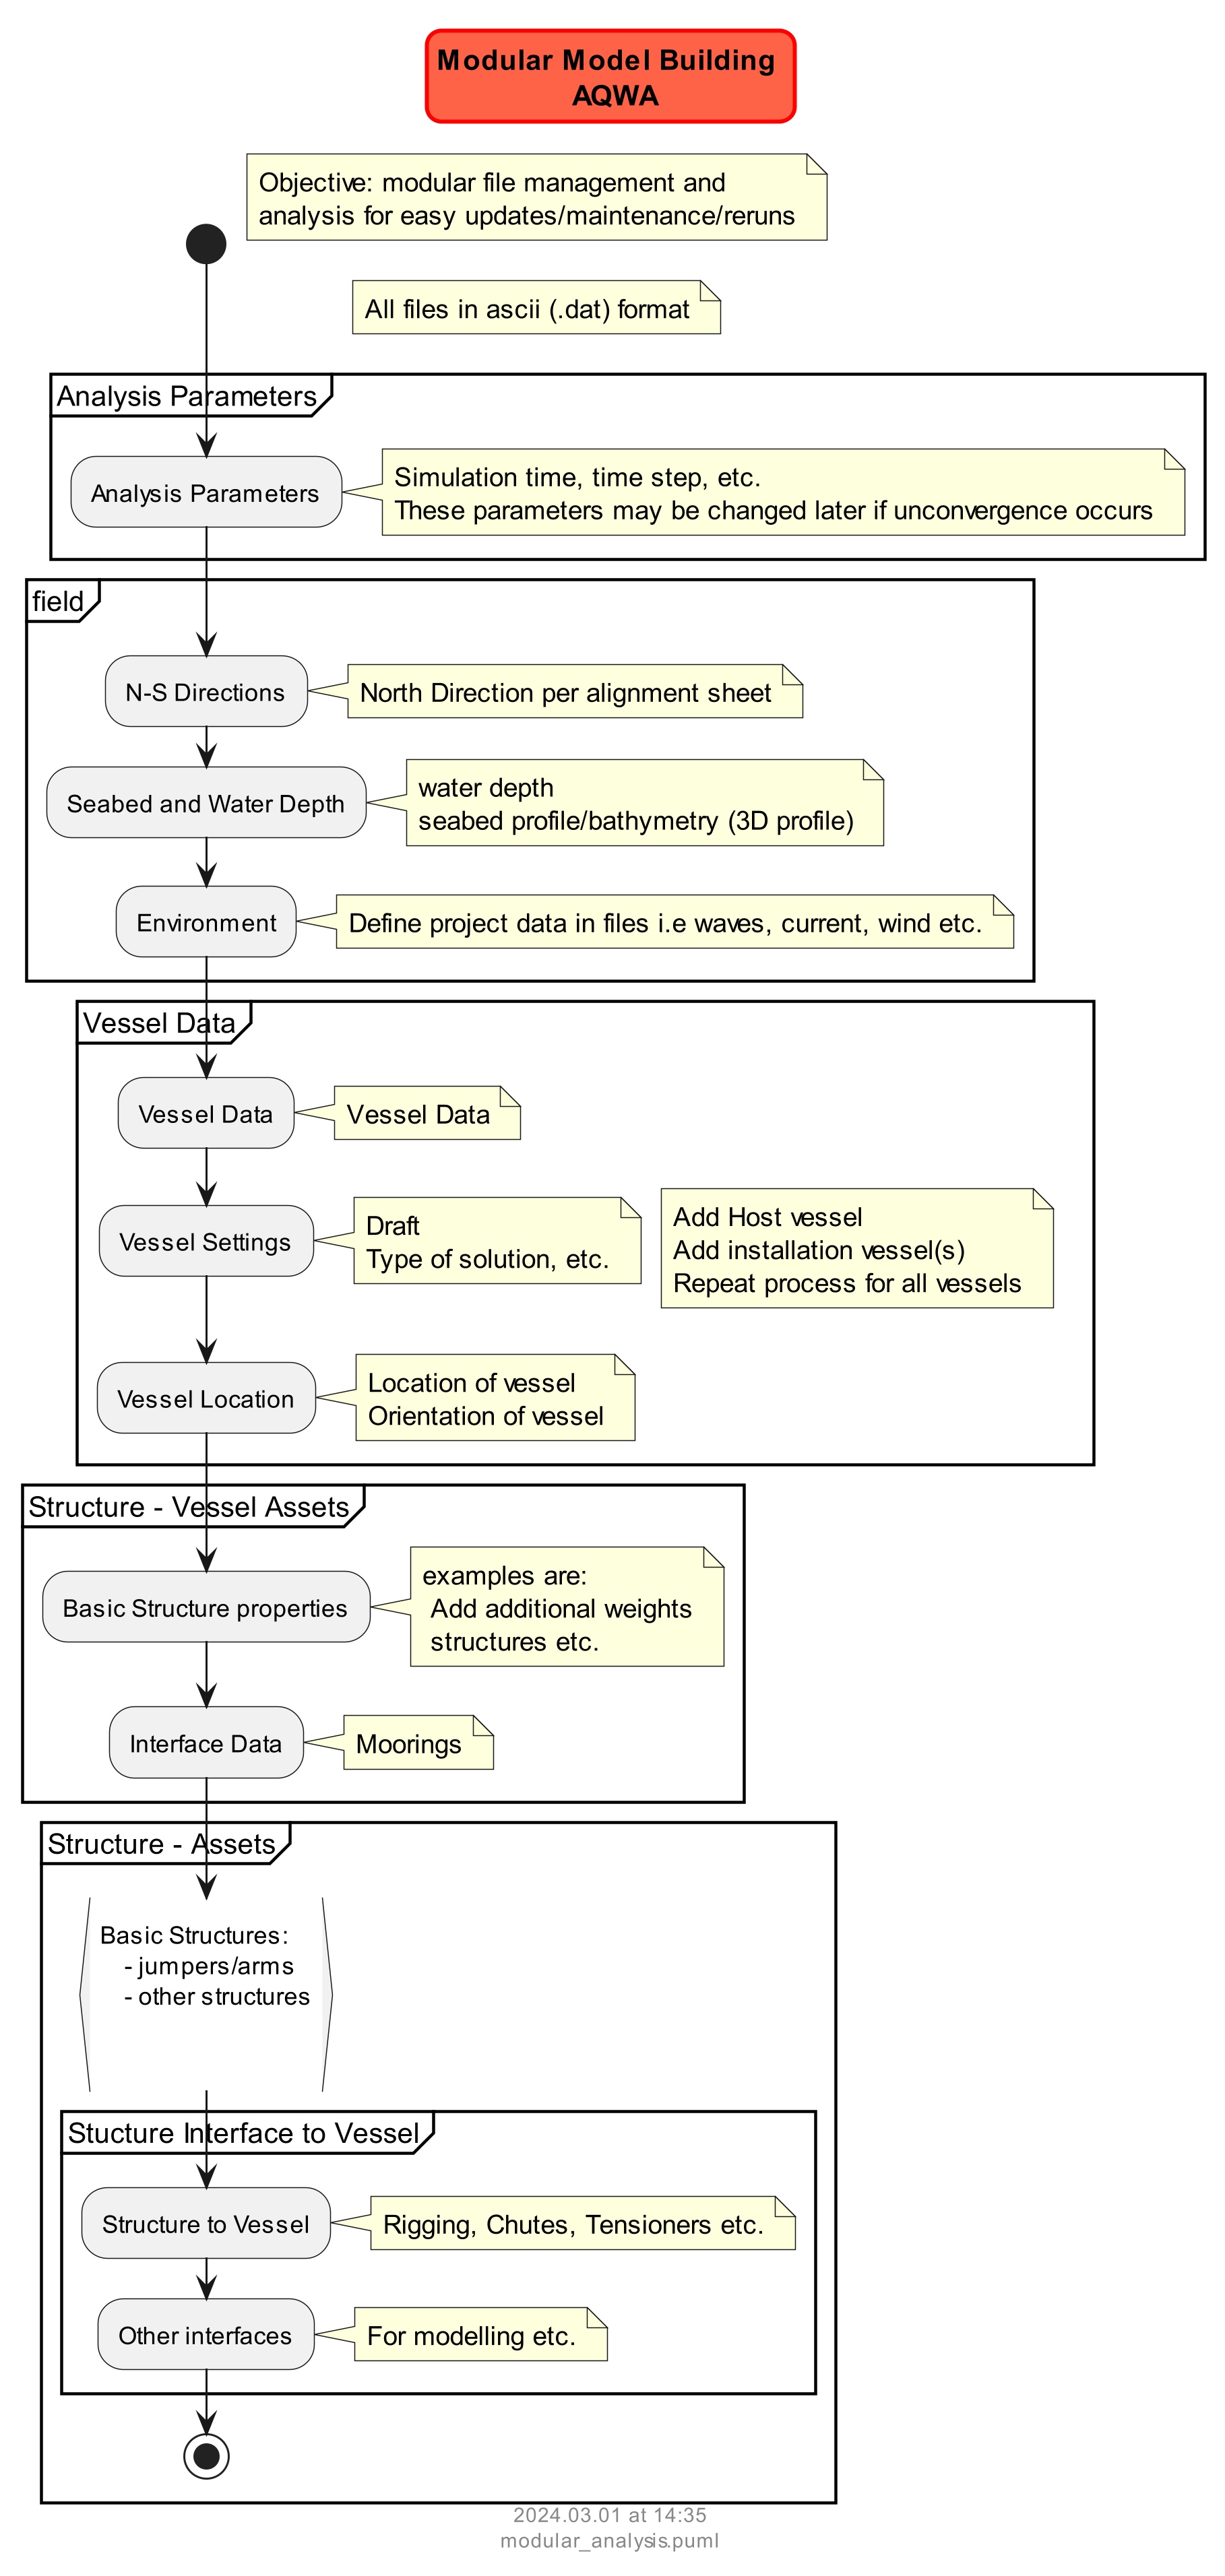 Modular Model Building
AQWA
Objective: modular file management and
analysis for easy updates/maintenance/reruns
All files in ascii (.dat) format
Analysis Parameters
Analysis Parameters
Simulation time, time step, etc.
These parameters may be changed later if unconvergence occurs
field
N-S Directions
North Direction per alignment sheet
Seabed and Water Depth
water depth
seabed profile/bathymetry (3D profile)
Environment
Define project data in files i.e waves, current, wind etc.
Vessel Data
Vessel Data
Vessel Data
Vessel Settings
Draft
Type of solution, etc.
Add Host vessel
Add installation vessel(s)
Repeat process for all vessels
Vessel Location
Location of vessel
Orientation of vessel
Structure - Vessel Assets
Basic Structure properties
examples are:
Add additional weights
structures etc.
Interface Data
Moorings
Structure - Assets
Basic Structures:
- jumpers/arms
- other structures
Stucture Interface to Vessel
Structure to Vessel
Rigging, Chutes, Tensioners etc.
Other interfaces
For modelling etc.
2024.03.01 at 14:35
modular_analysis.puml